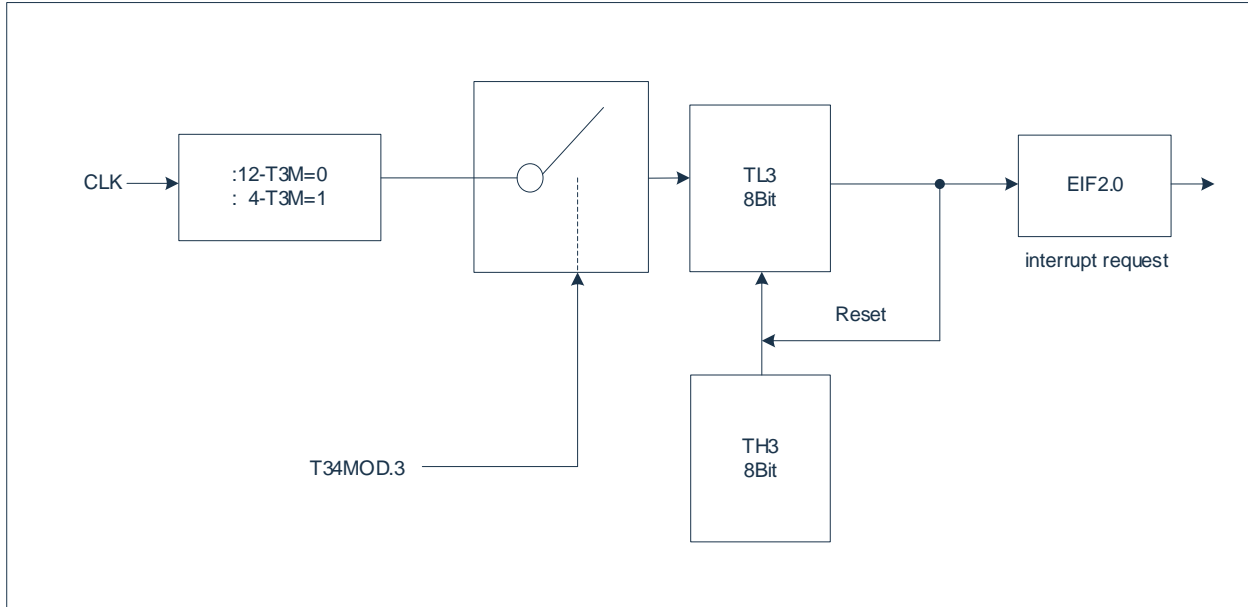 CLK
:12-T3M=0
:  4-T3M=1
TL3
8Bit
EIF2.0
interrupt request
Reset
TH3
8Bit
T34MOD.3